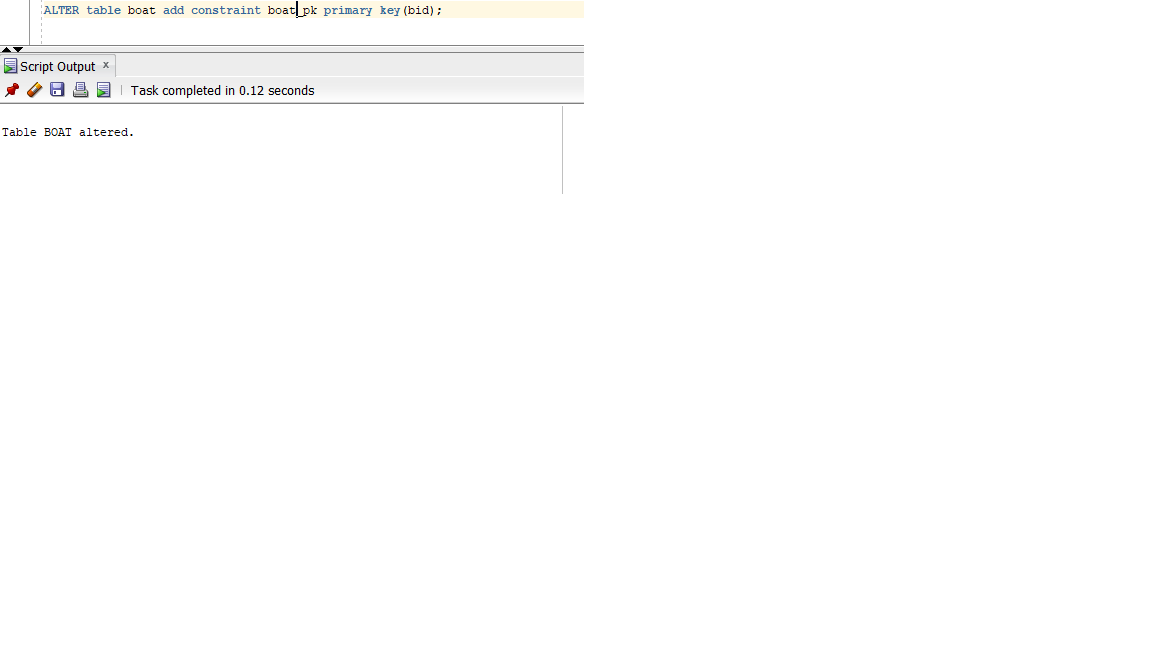 ALTER table boat add constraint boat_pk primary key(bid);
Script Output x
Task completed in 0.12 seconds
Table BOAT altered.